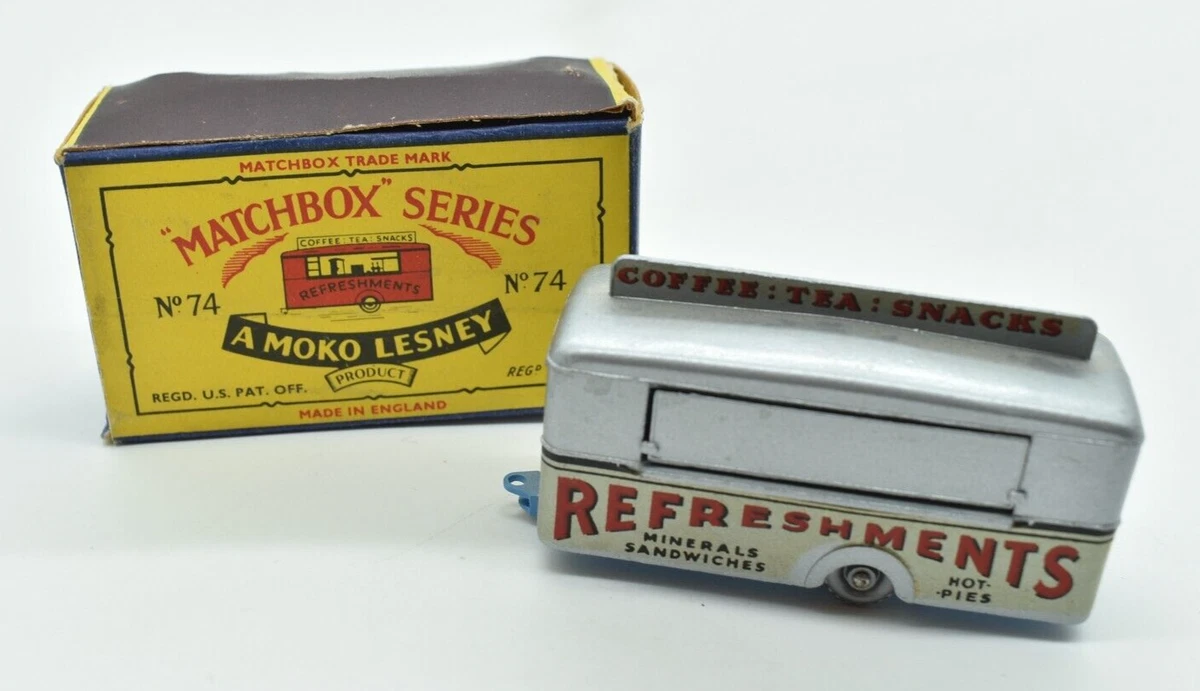 MATCHBOX TRADE MARK
"MATCHBOX" SERIES
COFFEE : TEA : SNACKS
REFRESHMENTS
Nº 74
Nº 74
A MOKO LESNEY
PRODUCT
REGD. U.S. PAT. OFF.
REGD
MADE IN ENGLAND
COFFEE : TEA : SNACKS
REFRESHMENTS
MINERALS
SANDWICHES
HOT-
-PIES